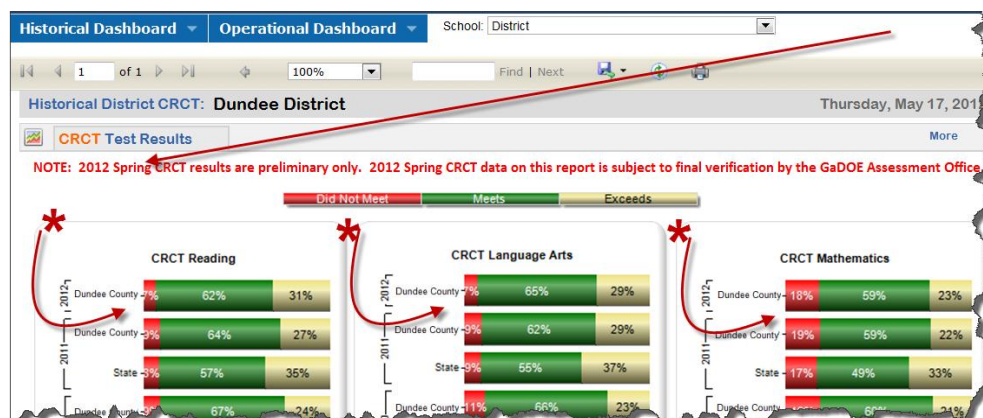 Historical Dashboard Operational Dashboard School: District
1 of 1 100% Find | Next
Historical District CRCT: Dundee District Thursday, May 17, 201
CRCT Test Results More
NOTE: 2012 Spring CRCT results are preliminary only. 2012 Spring CRCT data on this report is subject to final verification by the GaDOE Assessment Office
Did Not Meet Meets Exceeds
* * *
CRCT Reading
2012 Dundee County 7% 62% 31%
2011 Dundee County 9% 64% 27%
State 57% 35%
Dundee 67% 24%
CRCT Language Arts
2012 Dundee County 7% 65% 29%
2011 Dundee County 9% 62% 29%
State 9% 55% 37%
Dundee County 11% 66% 23%
CRCT Mathematics
2012 Dundee County 18% 59% 23%
2011 Dundee County 19% 59% 22%
State 17% 49% 33%
Dundee 60% 21%